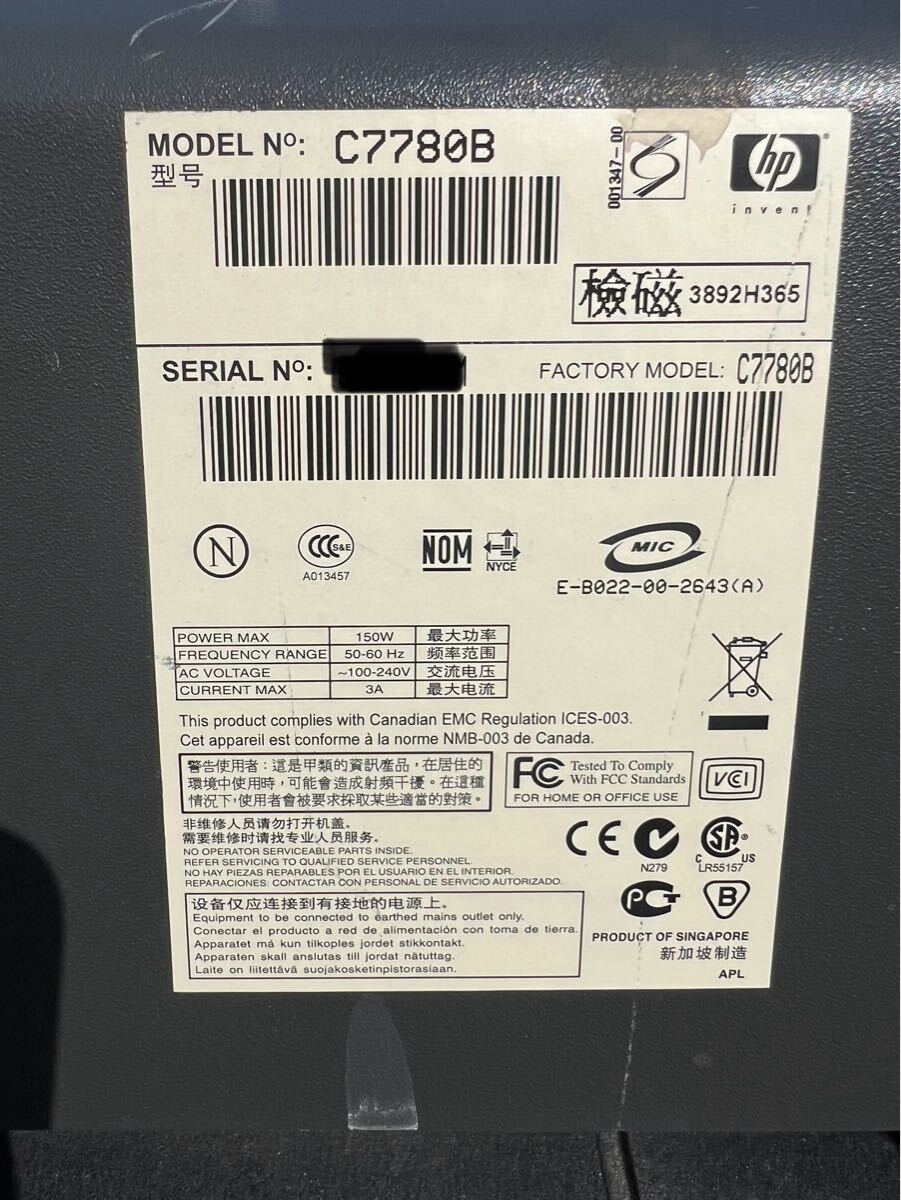 MODEL Nº: C7780B
型号
001347-00
hp
invent
檢磁 3892H365
SERIAL Nº:
FACTORY MODEL: C7780B
N
CCC S&E
A013457
NOM
NYCE
MIC
E-B022-00-2643(A)
POWER MAX 150W 最大功率
FREQUENCY RANGE 50-60 Hz 频率范围
AC VOLTAGE ~100-240V 交流电压
CURRENT MAX 3A 最大电流
This product complies with Canadian EMC Regulation ICES-003.
Cet appareil est conforme à la norme NMB-003 de Canada.
警告使用者：這是甲類的資訊產品，在居住的
環境中使用時，可能會造成射頻干擾。在這種
情況下，使用者會被要求採取某些適當的對策。
FC Tested To Comply
With FCC Standards
FOR HOME OR OFFICE USE
VCI
非维修人员请勿打开机盖。
需要维修时请找专业人员服务。
NO OPERATOR SERVICEABLE PARTS INSIDE.
REFER SERVICING TO QUALIFIED SERVICE PERSONNEL.
NO HAY PIEZAS REPARABLES POR EL USUARIO EN EL INTERIOR.
REPARACIONES: CONTACTAR CON PERSONAL DE SERVICIO AUTORIZADO.
CE
N279
SA
C US
LR55157
PCT
B
设备仅应连接到有接地的电源上。
Equipment to be connected to earthed mains outlet only.
Conectar el producto a red de alimentación con toma de tierra.
Apparatet må kun tilkoples jordet stikkontakt.
Apparaten skall anslutas till jordat nätuttag.
Laite on liitettävä suojakosketinpistorasiaan.
PRODUCT OF SINGAPORE
新加坡制造
APL